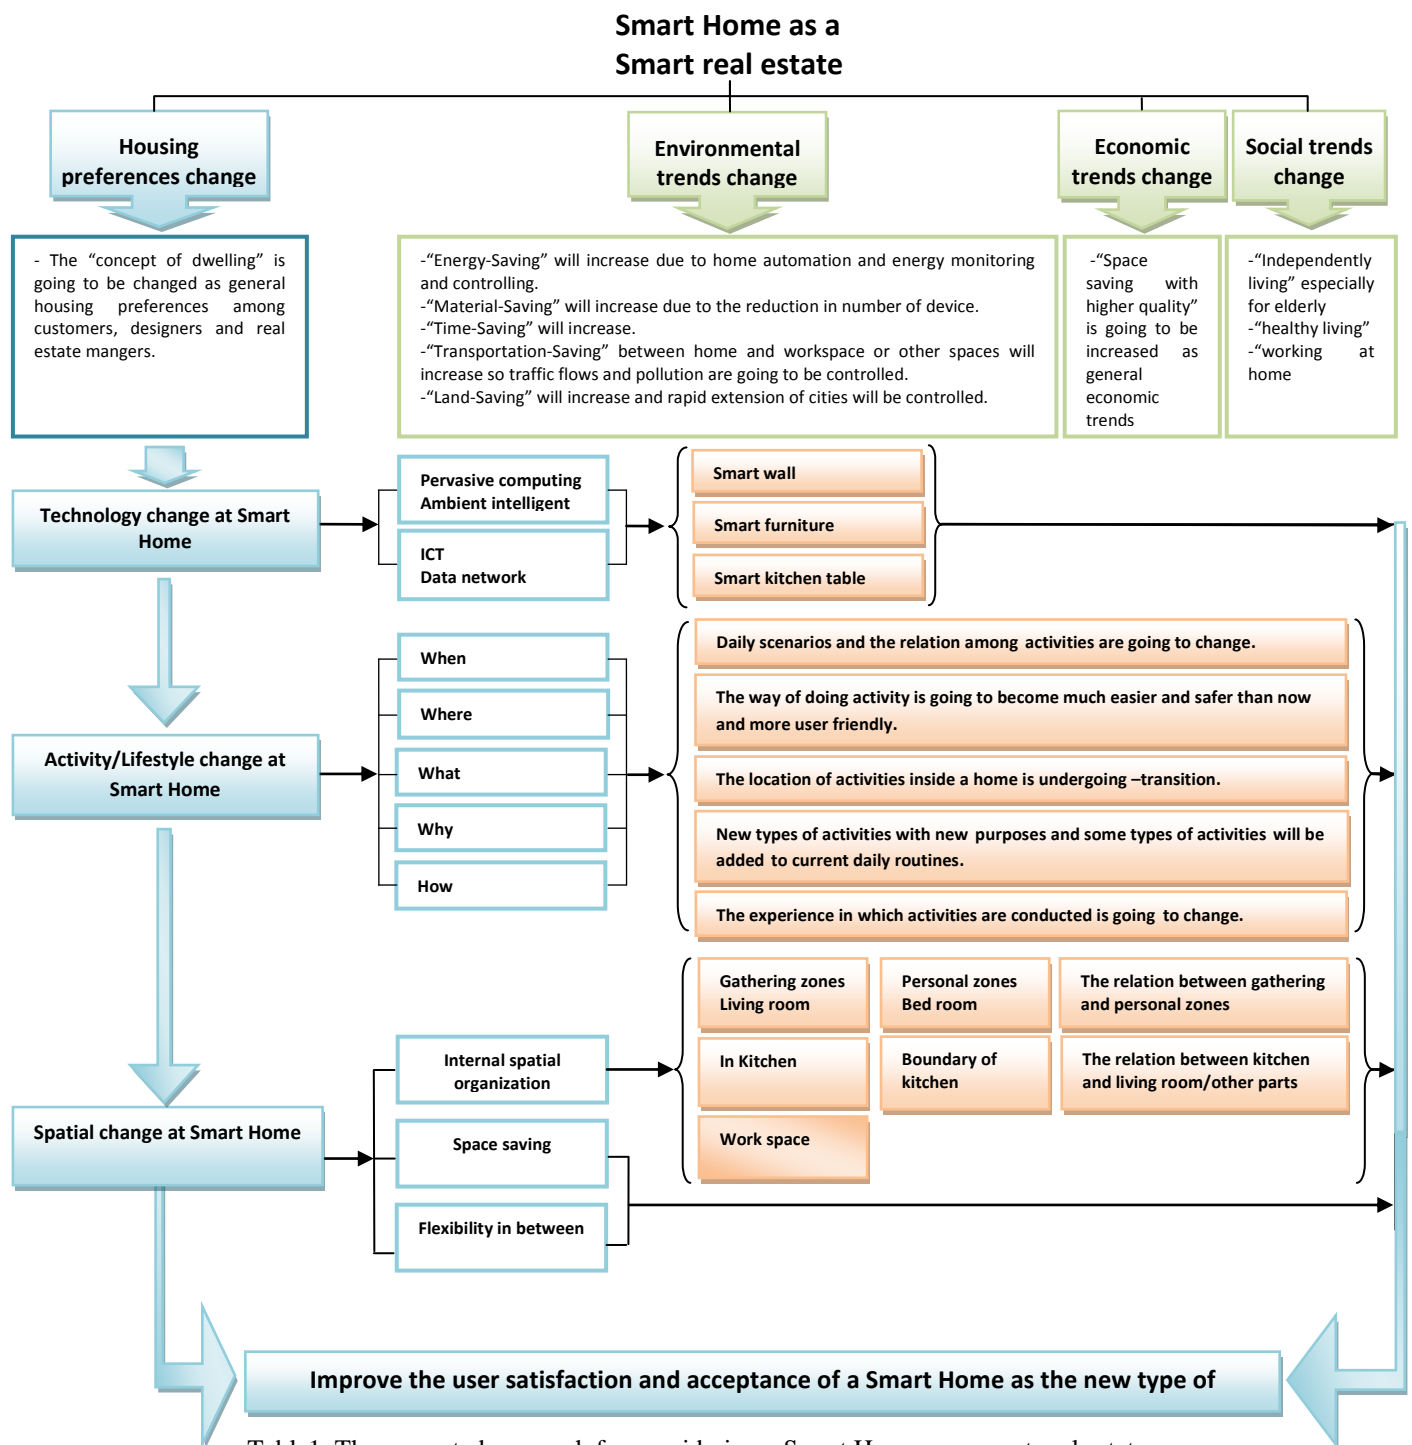 Smart Home as a
Smart real estate
Housing
preferences change
Environmental
trends change
Economic
trends change
Social trends
change
- The “concept of dwelling” is
going to be changed as general
housing preferences among
customers, designers and real
estate mangers.
-“Energy-Saving” will increase due to home automation and energy monitoring
and controlling.
-“Material-Saving” will increase due to the reduction in number of device.
-“Time-Saving” will increase.
-“Transportation-Saving” between home and workspace or other spaces will
increase so traffic flows and pollution are going to be controlled.
-“Land-Saving” will increase and rapid extension of cities will be controlled.
-“Space
saving with
higher quality”
is going to be
increased as
general
economic
trends
-“Independently
living” especially
for elderly
-“healthy living”
-“working at
home
Technology change at Smart
Home
Pervasive computing
Ambient intelligent
ICT
Data network
Smart wall
Smart furniture
Smart kitchen table
Activity/Lifestyle change at
Smart Home
When
Where
What
Why
How
Daily scenarios and the relation among activities are going to change.
The way of doing activity is going to become much easier and safer than now
and more user friendly.
The location of activities inside a home is undergoing –transition.
New types of activities with new purposes and some types of activities will be
added to current daily routines.
The experience in which activities are conducted is going to change.
Spatial change at Smart Home
Internal spatial
organization
Space saving
Flexibility in between
Gathering zones
Living room
Personal zones
Bed room
The relation between gathering
and personal zones
In Kitchen
Boundary of
kitchen
The relation between kitchen
and living room/other parts
Work space
Improve the user satisfaction and acceptance of a Smart Home as the new type of